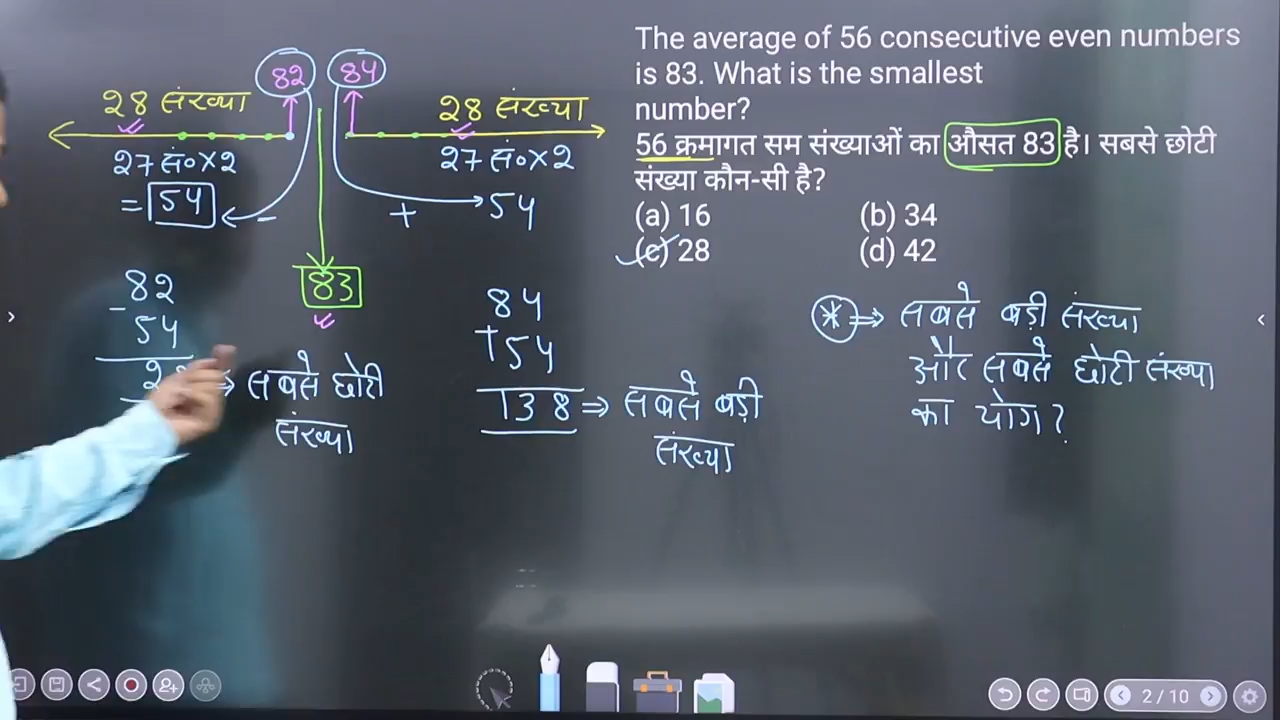 The average of 56 consecutive even numbers
is 83. What is the smallest
number?
56 क्रमागत सम संख्याओं का औसत 83 है। सबसे छोटी
संख्या कौन-सी है?
(a) 16 (b) 34
(c) 28 (d) 42
82 84
28 संख्या 28 संख्या
27 सं० × 2 27 सं० × 2
= 54 - + 54
83
82
- 54
28 ⇒ सबसे छोटी
संख्या
84
+ 54
138 ⇒ सबसे बड़ी
संख्या
* ⇒ सबसे बड़ी संख्या
और सबसे छोटी संख्या
का योग?
2 / 10